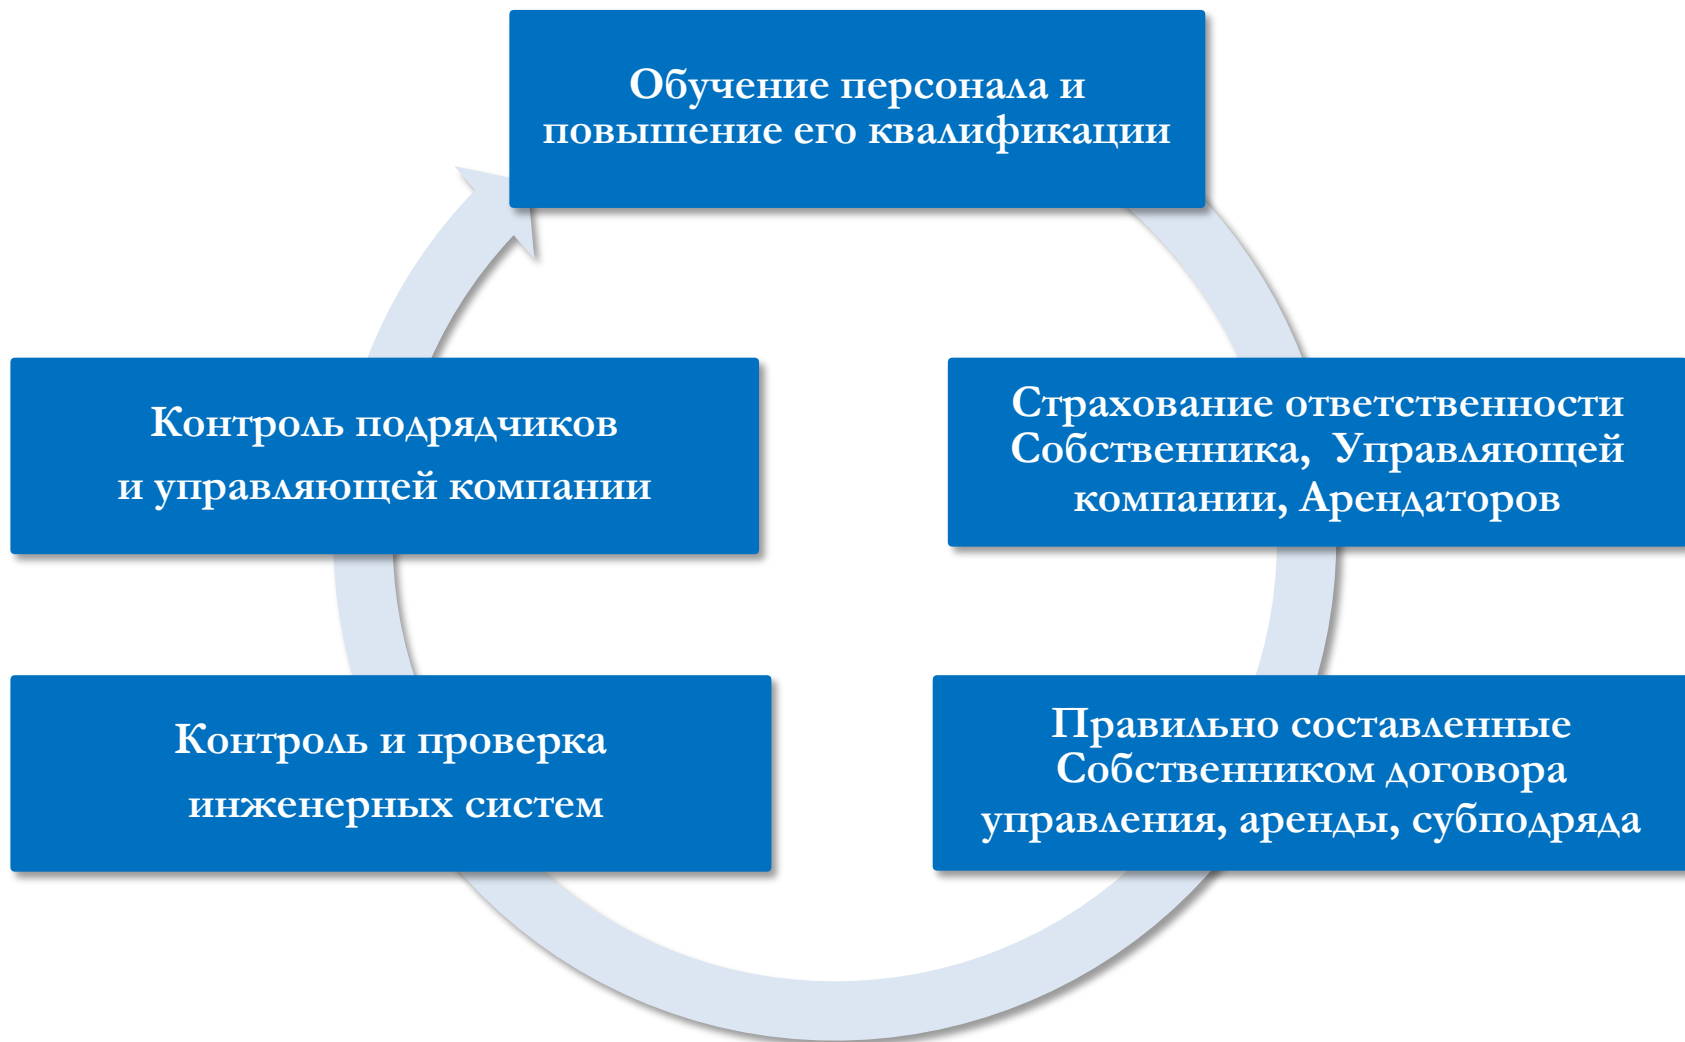 Обучение персонала и
повышение его квалификации
Контроль подрядчиков
и управляющей компании
Страхование ответственности
Собственника, Управляющей
компании, Арендаторов
Контроль и проверка
инженерных систем
Правильно составленные
Собственником договора
управления, аренды, субподряда